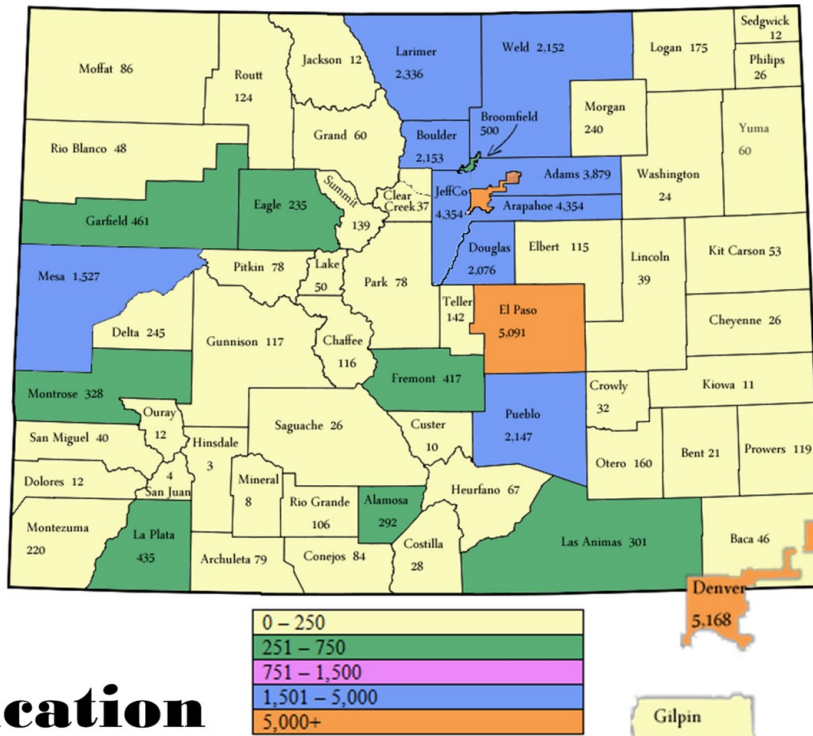 Sedgwick
12
Larimer
2,336
Weld 2,152
Logan 175
Jackson 12
Moffat 86
Routt
124
Philips
26
Morgan
240
Broomfield
500
Yuma
60
Grand 60
Boulder
2,153
Rio Blanco 48
Adams 3,879
Washington
24
Summit
139
Clear
Creek 37
JeffCo
4,354
Arapahoe 4,354
Eagle 235
Garfield 461
Douglas
2,076
Elbert 115
Lincoln
39
Kit Carson 53
Mesa 1,527
Pitkin 78
Lake
50
Park 78
Teller
142
El Paso
5,091
Cheyenne 26
Delta 245
Gunnison 117
Chaffee
116
Fremont 417
Crowly
32
Kiowa 11
Montrose 328
Ouray
12
Pueblo
2,147
Saguache 26
Custer
10
San Miguel 40
Hinsdale
3
Otero 160
Bent 21
Prowers 119
Dolores 12
4
San Juan
Mineral
8
Rio Grande
106
Alamosa
292
Heurfano 67
Montezuma
220
La Plata
435
Archuleta 79
Conejos 84
Costilla
28
Las Animas 301
Baca 46
Denver
5,168
0 – 250
251 – 750
751 – 1,500
1,501 – 5,000
5,000+
Gilpin
cation